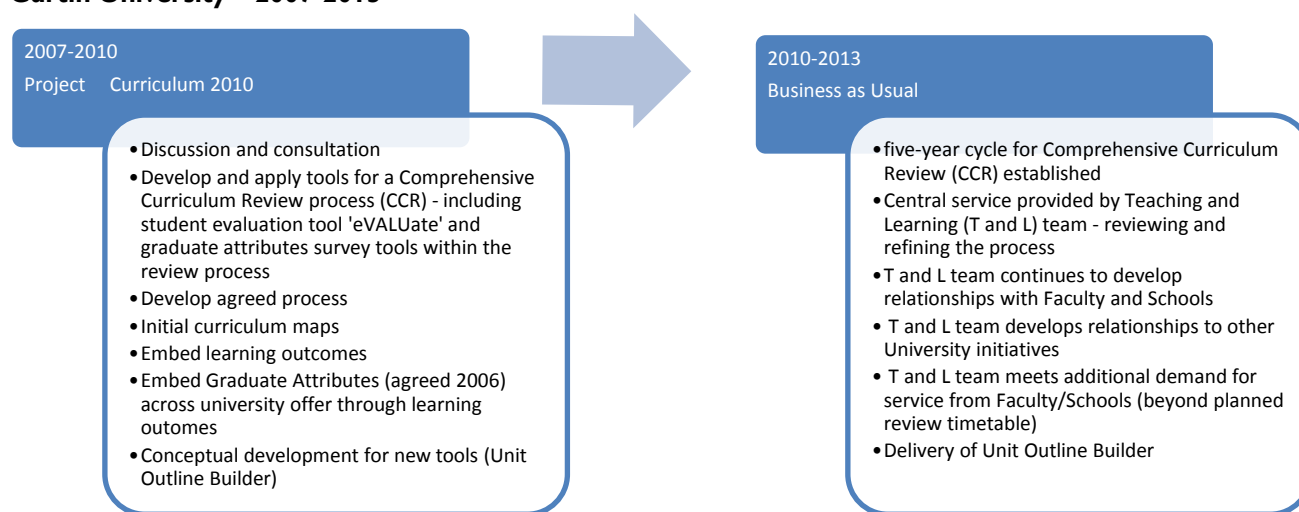 Curtin University - 2007-2013
2007-2010
Project Curriculum 2010
•Discussion and consultation
•Develop and apply tools for a Comprehensive
Curriculum Review process (CCR) - including
student evaluation tool 'eVALUate' and
graduate attributes survey tools within the
review process
•Develop agreed process
•Initial curriculum maps
•Embed learning outcomes
•Embed Graduate Attributes (agreed 2006)
across university offer through learning
outomes
•Conceptual development for new tools (Unit
Outline Builder)
2010-2013
Business as Usual
•five-year cycle for Comprehensive Curriculum
Review (CCR) established
•Central service provided by Teaching and
Learning (T and L) team - reviewing and
refining the process
•T and L team continues to develop
relationships with Faculty and Schools
• T and L team develops relationships to other
University initiatives
• T and L team meets additional demand for
service from Faculty/Schools (beyond planned
review timetable)
•Delivery of Unit Outline Builder